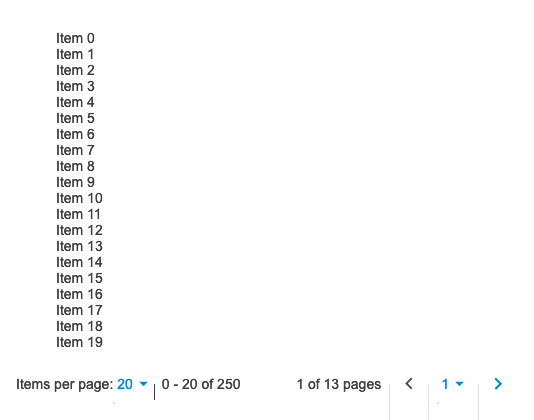 Item 0
Item 1
Item 2
Item 3
Item 4
Item 5
Item 6
Item 7
Item 8
Item 9
Item 10
Item 11
Item 12
Item 13
Item 14
Item 15
Item 16
Item 17
Item 18
Item 19
Items per page: 20 0 - 20 of 250 1 of 13 pages 1